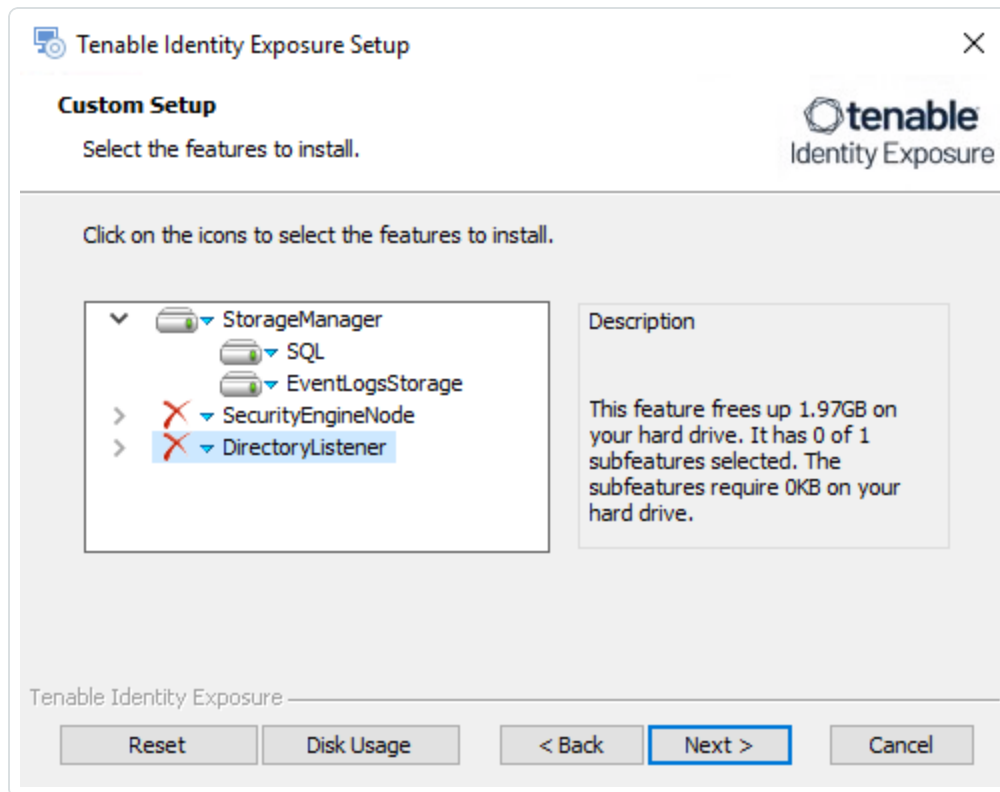 Tenable Identity Exposure Setup
Custom Setup
Select the features to install.
tenable
Identity Exposure
Click on the icons to select the features to install.
StorageManager
SQL
EventLogsStorage
SecurityEngineNode
DirectoryListener
Description
This feature frees up 1.97GB on
your hard drive. It has 0 of 1
subfeatures selected. The
subfeatures require 0KB on your
hard drive.
Tenable Identity Exposure
Reset
Disk Usage
< Back
Next >
Cancel